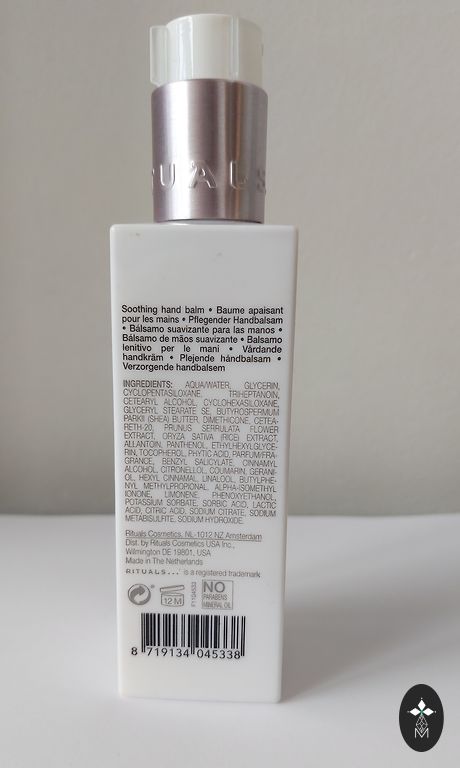 UALS
Soothing hand balm • Baume apaisant
pour les mains • Pflegender Handbalsam
• Bálsamo suavizante para las manos •
Bálsamo de mãos suavizante • Balsamo
lenitivo per le mani • Vårdande
handkräm • Plejende håndbalsam •
Verzorgende handbalsem
INGREDIENTS: AQUA/WATER, GLYCERIN,
CYCLOPENTASILOXANE, TRIHEPTANOIN,
CETEARYL ALCOHOL, CYCLOHEXASILOXANE,
GLYCERYL STEARATE SE, BUTYROSPERMUM
PARKII (SHEA) BUTTER, DIMETHICONE, CETEA-
RETH-20, PRUNUS SERRULATA FLOWER
EXTRACT, ORYZA SATIVA (RICE) EXTRACT,
ALLANTOIN, PANTHENOL, ETHYLHEXYLGLYCE-
RIN, TOCOPHEROL, PHYTIC ACID, PARFUM/FRA-
GRANCE, BENZYL SALICYLATE, CINNAMYL
ALCOHOL, CITRONELLOL, COUMARIN, GERANI-
OL, HEXYL CINNAMAL, LINALOOL, BUTYLPHE-
NYL METHYLPROPIONAL, ALPHA-ISOMETHYL
IONONE, LIMONENE, PHENOXYETHANOL,
POTASSIUM SORBATE, SORBIC ACID, LACTIC
ACID, CITRIC ACID, SODIUM CITRATE, SODIUM
METABISULFITE, SODIUM HYDROXIDE.
Rituals Cosmetics, NL-1012 NZ Amsterdam
Dist. by Rituals Cosmetics USA Inc.,
Wilmington DE 19801, USA
Made in The Netherlands
RITUALS... ® is a registered trademark
12 M
NO
PARABENS
MINERAL OIL
8 719134 045338
M